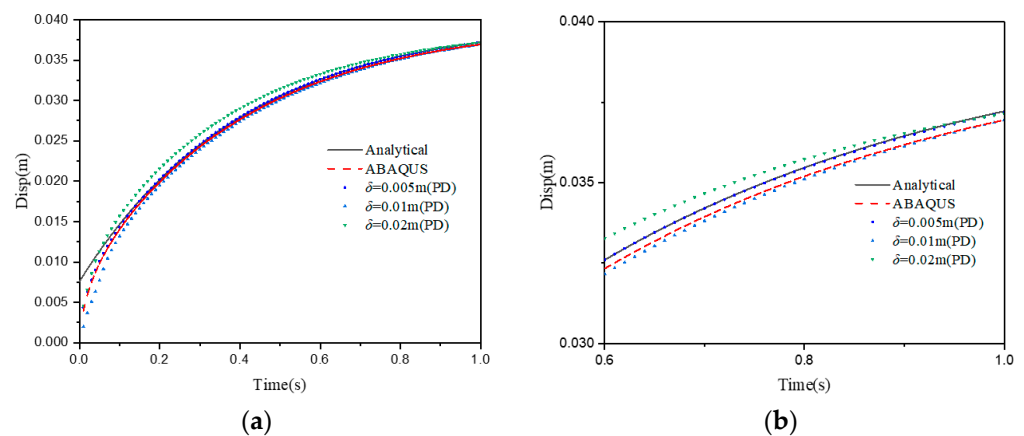 0.040
0.035
0.030
0.025
0.020
0.015
0.010
0.005
0.000
Disp(m)
0.0 0.2 0.4 0.6 0.8 1.0
Time(s)
Analytical
ABAQUS
δ=0.005m(PD)
δ=0.01m(PD)
δ=0.02m(PD)
(a)
0.040
0.035
0.030
Disp(m)
0.6 0.8 1.0
Time(s)
Analytical
ABAQUS
δ=0.005m(PD)
δ=0.01m(PD)
δ=0.02m(PD)
(b)